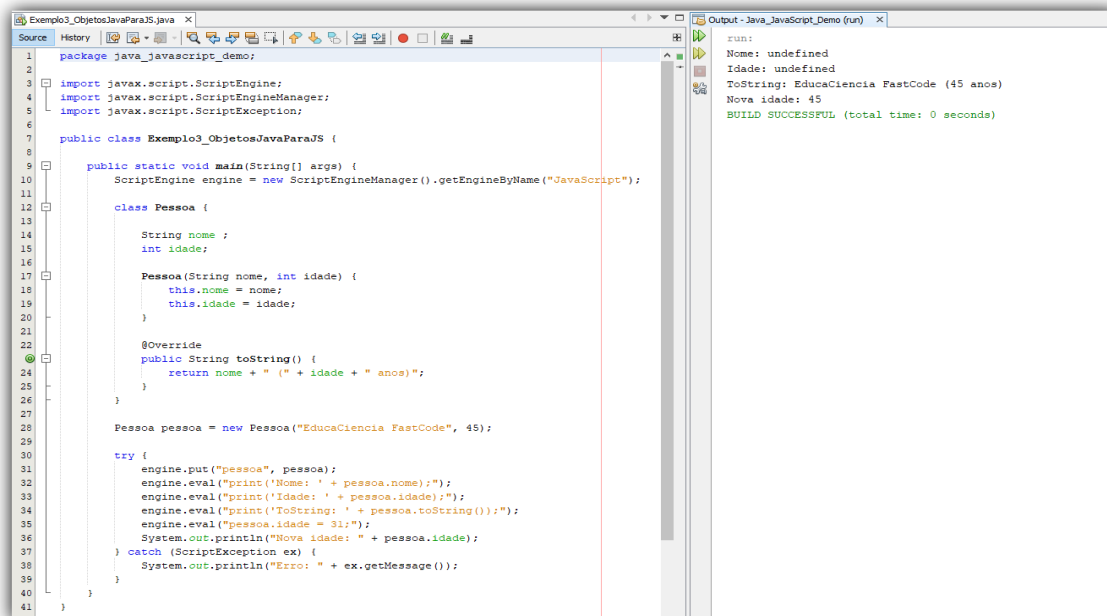 Exemplo3_ObjetosJavaParaJS.java
Source History
1 package java_javascript_demo;
2
3 import javax.script.ScriptEngine;
4 import javax.script.ScriptEngineManager;
5 import javax.script.ScriptException;
6
7 public class Exemplo3_ObjetosJavaParaJS {
8
9 public static void main(String[] args) {
10 ScriptEngine engine = new ScriptEngineManager().getEngineByName("JavaScript");
11
12 class Pessoa {
13
14 String nome ;
15 int idade;
16
17 Pessoa(String nome, int idade) {
18 this.nome = nome;
19 this.idade = idade;
20 }
21
22 @Override
public String toString() {
24 return nome + " (" + idade + " anos)";
25 }
26 }
27
28 Pessoa pessoa = new Pessoa("EducaCiencia FastCode", 45);
29
30 try {
31 engine.put("pessoa", pessoa);
32 engine.eval("print('Nome: ' + pessoa.nome);");
33 engine.eval("print('Idade: ' + pessoa.idade);");
34 engine.eval("print('ToString: ' + pessoa.toString());");
35 engine.eval("pessoa.idade = 31;");
36 System.out.println("Nova idade: " + pessoa.idade);
37 } catch (ScriptException ex) {
38 System.out.println("Erro: " + ex.getMessage());
39 }
40 }
41 }
Output - Java_JavaScript_Demo (run)
run:
Nome: undefined
Idade: undefined
ToString: EducaCiencia FastCode (45 anos)
Nova idade: 45
BUILD SUCCESSFUL (total time: 0 seconds)